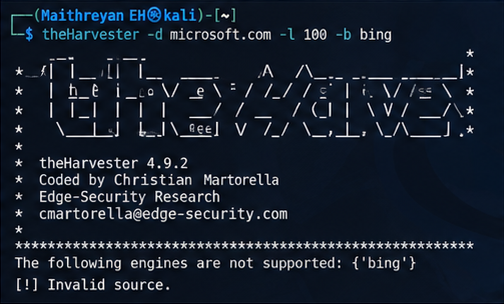 (Maithreyan EH㉿kali)-[~]
$ theHarvester -d microsoft.com -l 100 -b bing
* theHarvester 4.9.2
* Coded by Christian Martorella
* Edge-Security Research
* cmartorella@edge-security.com
*
*******************************************************************
The following engines are not supported: {'bing'}
[!] Invalid source.